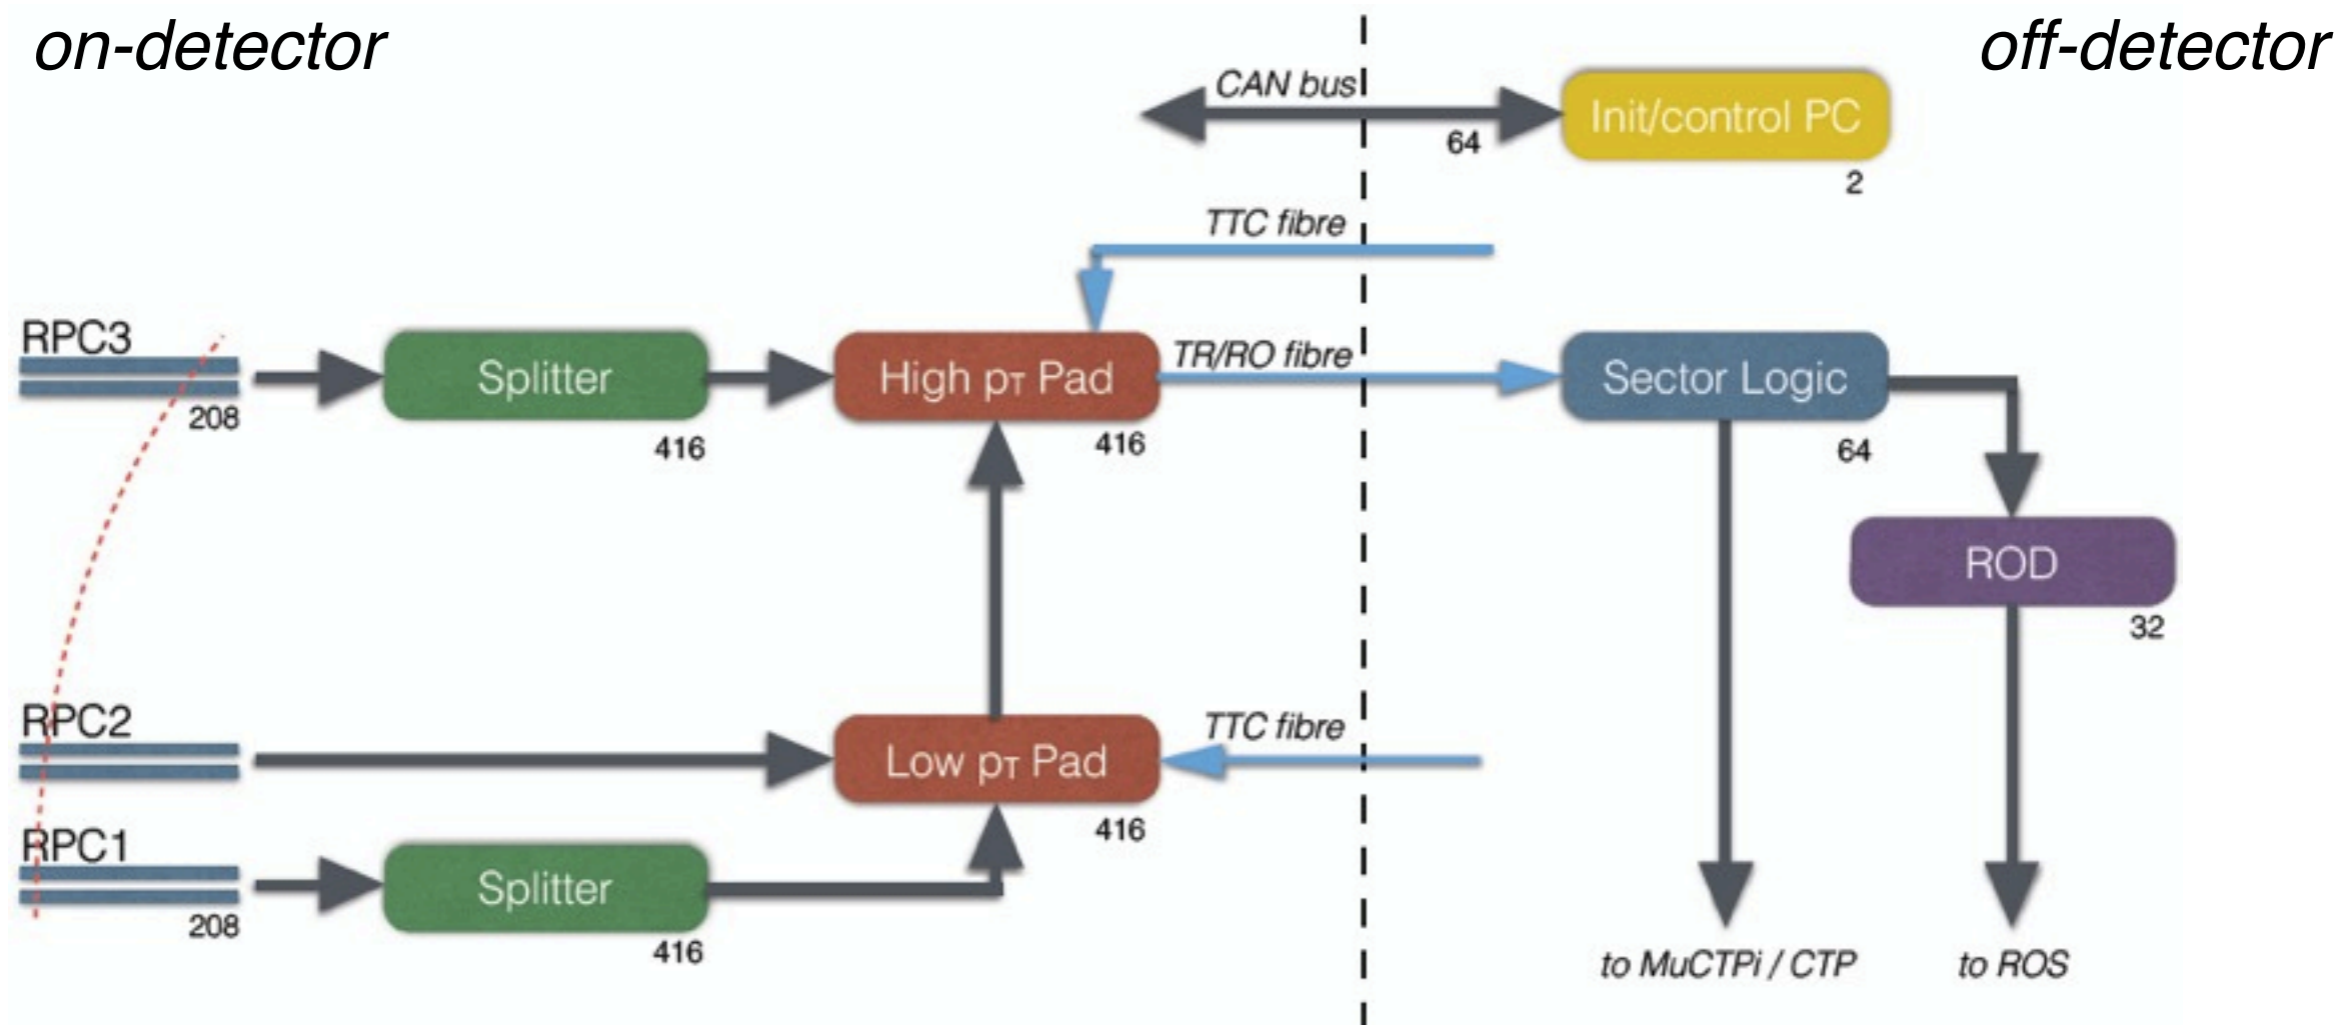 on-detector
off-detector
CAN bus
64
Init/control PC
2
TTC fibre
RPC3
208
Splitter
416
High pT Pad
416
TR/RO fibre
Sector Logic
64
ROD
32
RPC2
Low pT Pad
416
TTC fibre
RPC1
208
Splitter
416
to MuCTPi / CTP
to ROS